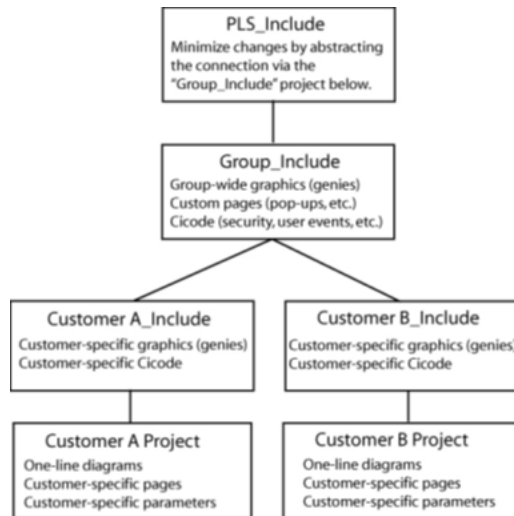 PLS_Include
Minimize changes by abstracting
the connection via the
"Group_Include" project below.
Group_Include
Group-wide graphics (genies)
Custom pages (pop-ups, etc.)
Cicode (security, user events, etc.)
Customer A_Include
Customer-specific graphics (genies)
Customer-specific Cicode
Customer B_Include
Customer-specific graphics (genies)
Customer-specific Cicode
Customer A Project
One-line diagrams
Customer-specific pages
Customer-specific parameters
Customer B Project
One-line diagrams
Customer-specific pages
Customer-specific parameters